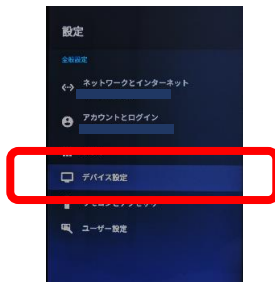 設定
全般設定
ネットワークとインターネット
アカウントとログイン
デバイス設定
ユーザー設定